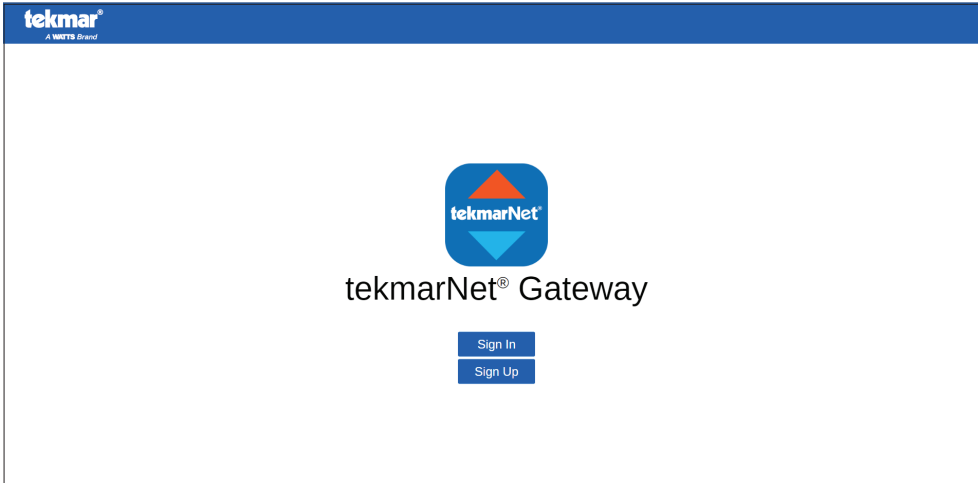 tekmar®
A WATTS Brand
tekmarNet®
tekmarNet® Gateway
Sign In
Sign Up